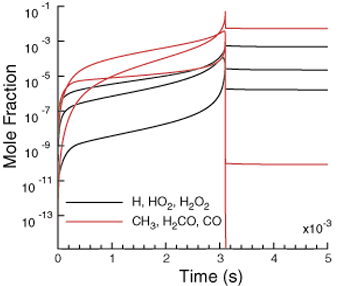 10⁻¹
10⁻³
10⁻⁵
10⁻⁷
10⁻⁹
10⁻¹¹
10⁻¹³
Mole Fraction
H, HO₂, H₂O₂
CH₃, H₂CO, CO
x10⁻³
0 1 2 3 4 5
Time (s)